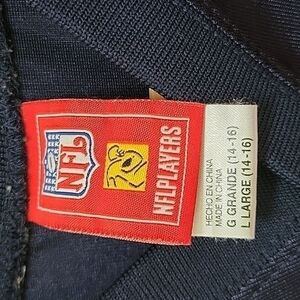 NFL
NFLPLAYERS
HECHO EN CHINA
MADE IN CHINA
G GRANDE (14-16)
L LARGE (14-16)